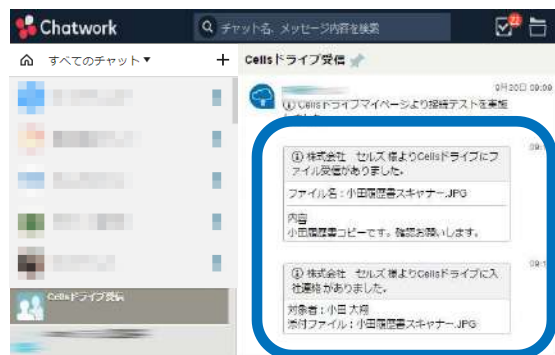 Chatwork
チャット名、メッセージ内容を検索
22
すべてのチャット▼
+
Cellsドライブ受信
9月20日 09:09
ⓘ Cellsドライブマイページより接続テストを実施
しました
ⓘ 株式会社 セルズ 様よりCellsドライブにフ
ァイル受信がありました。
ファイル名:小田履歴書スキャナー.JPG
内容
小田履歴書コピーです。確認お願いします。
ⓘ 株式会社 セルズ 様よりCellsドライブに入
社連絡がありました。
対象者:小田 大翔
添付ファイル:小田履歴書スキャナー.JPG
Cellsドライブ受信